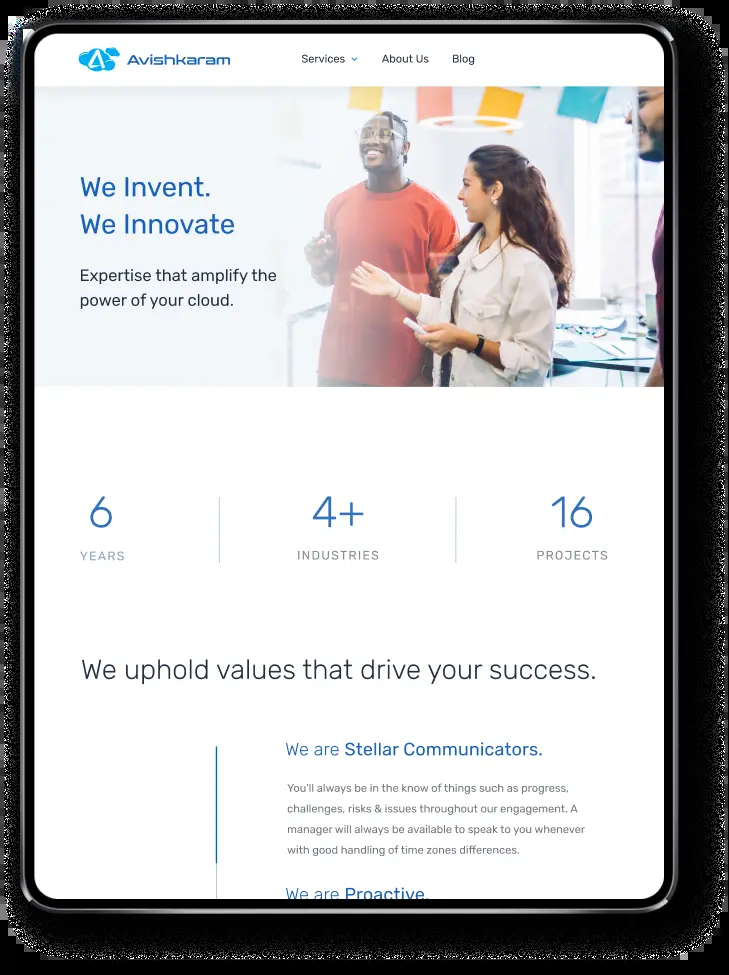 Avishkaram
Services
About Us
Blog
We Invent.
We Innovate
Expertise that amplify the
power of your cloud.
6
YEARS
4+
INDUSTRIES
16
PROJECTS
We uphold values that drive your success.
We are Stellar Communicators.
You'll always be in the know of things such as progress,
challenges, risks & issues throughout our engagement. A
manager will always be available to speak to you whenever
with good handling of time zones differences.
We are Proactive.